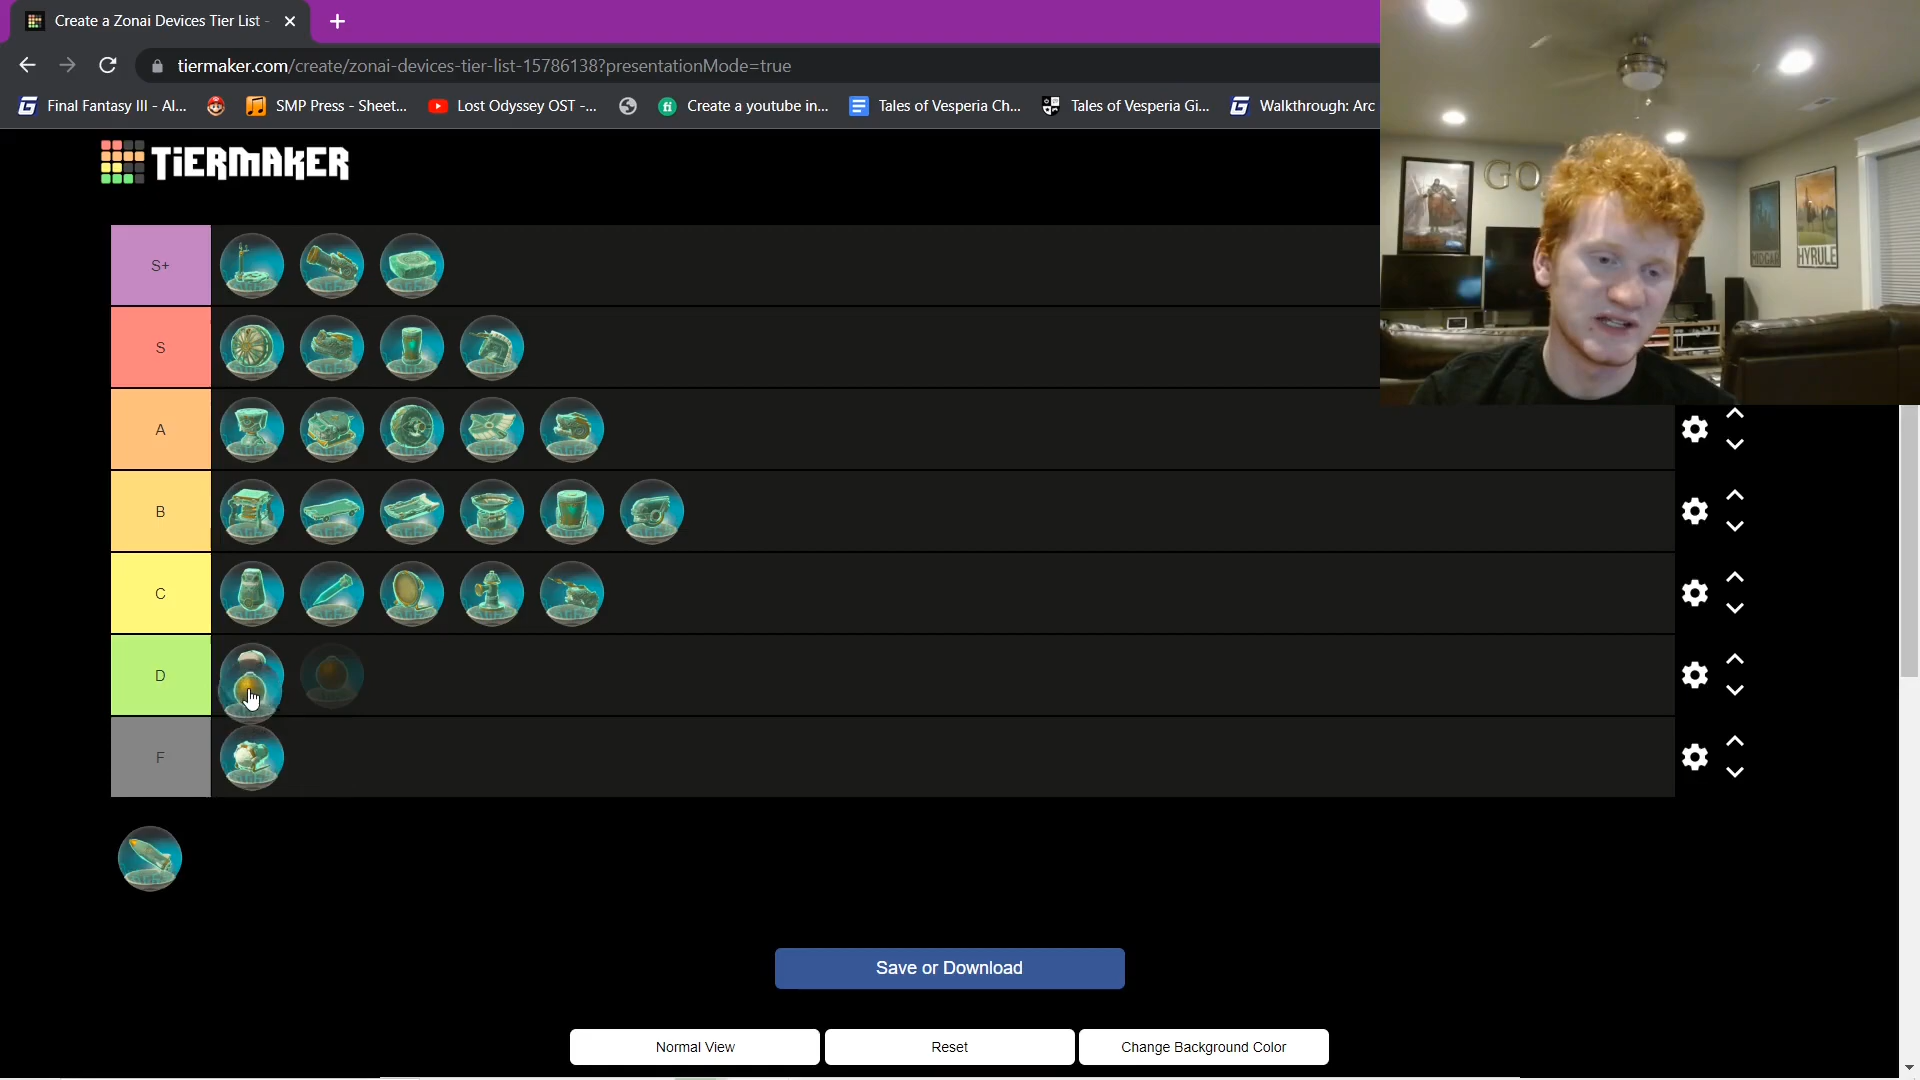 Create a Zonai Devices Tier List -
tiermaker.com/create/zonai-devices-tier-list-15786138?presentationMode=true
Final Fantasy III - Al...
SMP Press - Sheet...
Lost Odyssey OST -...
Create a youtube in...
Tales of Vesperia Ch...
Tales of Vesperia Gi...
Walkthrough: Arc
TiERMAKER
GO
MIDGAR
HYRULE
S+
S
A
B
C
D
F
Save or Download
Normal View
Reset
Change Background Color